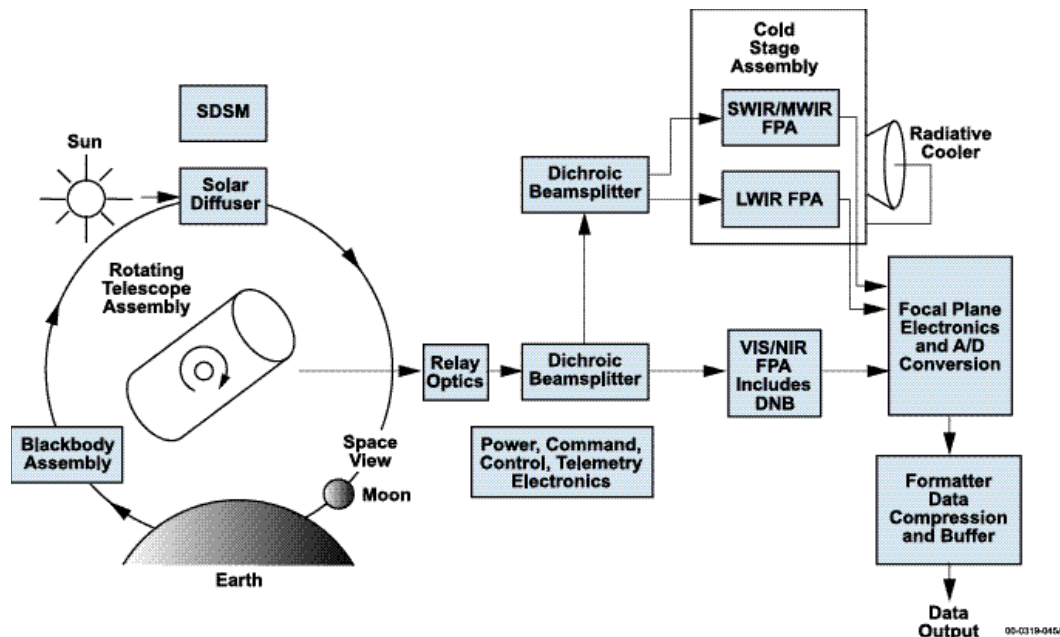 SDSM
Sun
Solar
Diffuser
Rotating
Telescope
Assembly
Blackbody
Assembly
Space
View
Moon
Earth
Relay
Optics
Dichroic
Beamsplitter
Dichroic
Beamsplitter
Power, Command,
Control, Telemetry
Electronics
Cold
Stage
Assembly
SWIR/MWIR
FPA
LWIR FPA
Radiative
Cooler
VIS/NIR
FPA
Includes
DNB
Focal Plane
Electronics
and A/D
Conversion
Formatter
Data
Compression
and Buffer
Data
Output